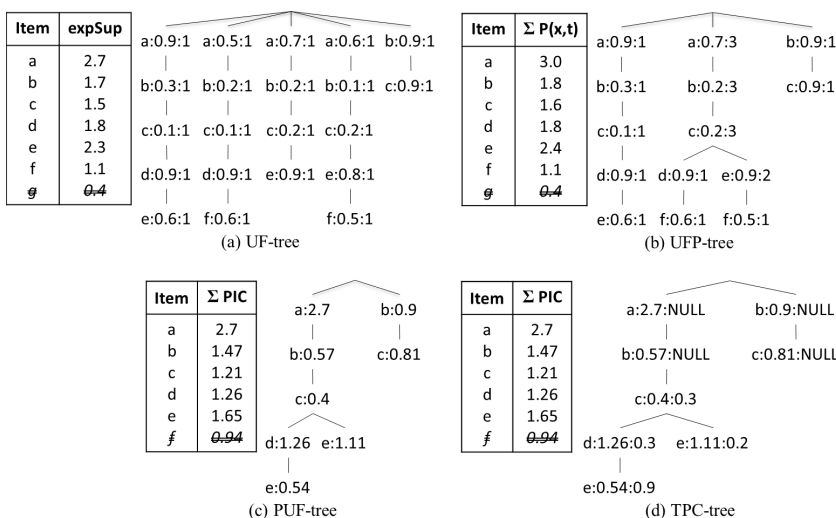 Item expSup
a 2.7
b 1.7
c 1.5
d 1.8
e 2.3
f 1.1
g 0.4
a:0.9:1 a:0.5:1 a:0.7:1 a:0.6:1 b:0.9:1
b:0.3:1 b:0.2:1 b:0.2:1 b:0.1:1 c:0.9:1
c:0.1:1 c:0.1:1 c:0.2:1 c:0.2:1
d:0.9:1 d:0.9:1 e:0.9:1 e:0.8:1
e:0.6:1 f:0.6:1 f:0.5:1
(a) UF-tree
Item Σ P(x,t)
a 3.0
b 1.8
c 1.6
d 1.8
e 2.4
f 1.1
g 0.4
a:0.9:1 a:0.7:3 b:0.9:1
b:0.3:1 b:0.2:3 c:0.9:1
c:0.1:1 c:0.2:3
d:0.9:1 d:0.9:1 e:0.9:2
e:0.6:1 f:0.6:1 f:0.5:1
(b) UFP-tree
Item Σ PIC
a 2.7
b 1.47
c 1.21
d 1.26
e 1.65
f 0.94
a:2.7 b:0.9
b:0.57 c:0.81
c:0.4
d:1.26 e:1.11
e:0.54
(c) PUF-tree
Item Σ PIC
a 2.7
b 1.47
c 1.21
d 1.26
e 1.65
f 0.94
a:2.7:NULL b:0.9:NULL
b:0.57:NULL c:0.81:NULL
c:0.4:0.3
d:1.26:0.3 e:1.11:0.2
e:0.54:0.9
(d) TPC-tree